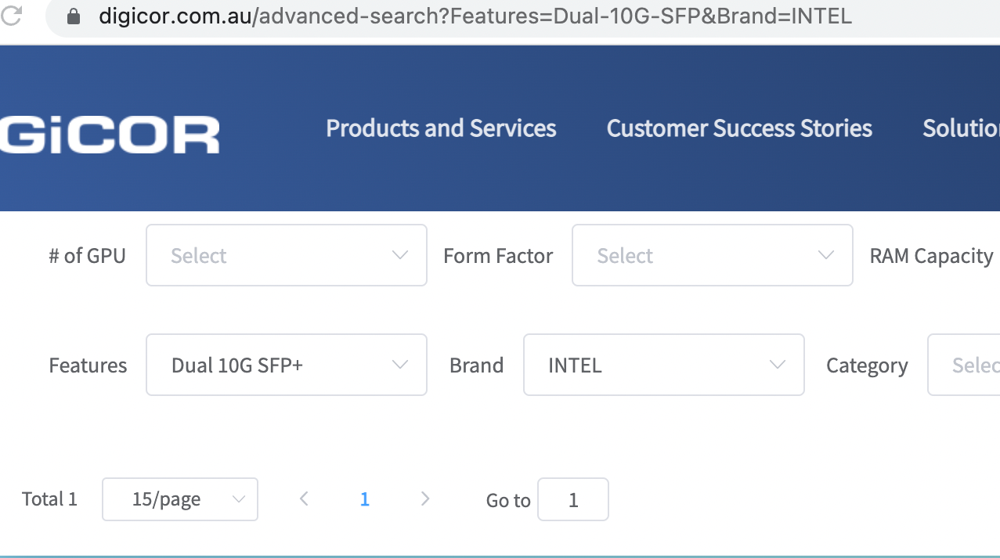 digicor.com.au/advanced-search?Features=Dual-10G-SFP&Brand=INTEL
GiCOR Products and Services Customer Success Stories Solutio
# of GPU Select Form Factor Select RAM Capacity
Features Dual 10G SFP+ Brand INTEL Category Selec
Total 1 15/page 1 Go to 1